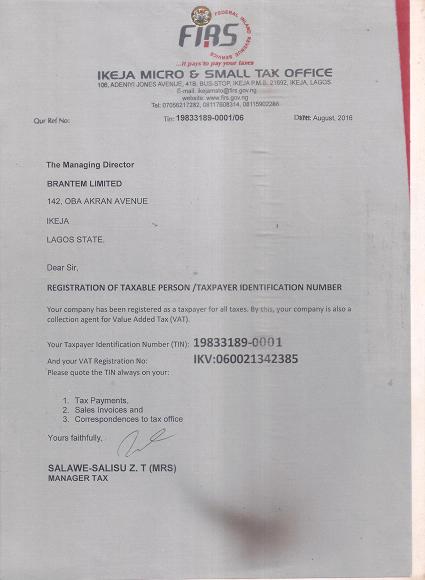 FEDERAL INLAND REVENUE SERVICE
FIRS
...it pays to pay your taxes
IKEJA MICRO & SMALL TAX OFFICE
106, ADENIYI JONES AVENUE, 418, BUS-STOP, IKEJA P.M.B. 21692, IKEJA, LAGOS
E-mail. ikejamsto@firs.gov.ng
website: www.firs.gov.ng
Tel: 07056217282, 08117608314, 08115902286
Our Ref No:
Tin: 19833189-0001/06
August, 2016
The Managing Director
BRANTEM LIMITED
142, OBA AKRAN AVENUE
IKEJA
LAGOS STATE.
Dear Sir,
REGISTRATION OF TAXABLE PERSON /TAXPAYER IDENTIFICATION NUMBER
Your company has been registered as a taxpayer for all taxes. By this, your company is also a
collection agent for Value Added Tax (VAT).
Your Taxpayer Identification Number (TIN): 19833189-0001
And your VAT Registration No: IKV:060021342385
Please quote the TIN always on your:
1. Tax Payments,
2. Sales Invoices and
3. Correspondences to tax office
Yours faithfully,
SALAWE-SALISU Z. T (MRS)
MANAGER TAX